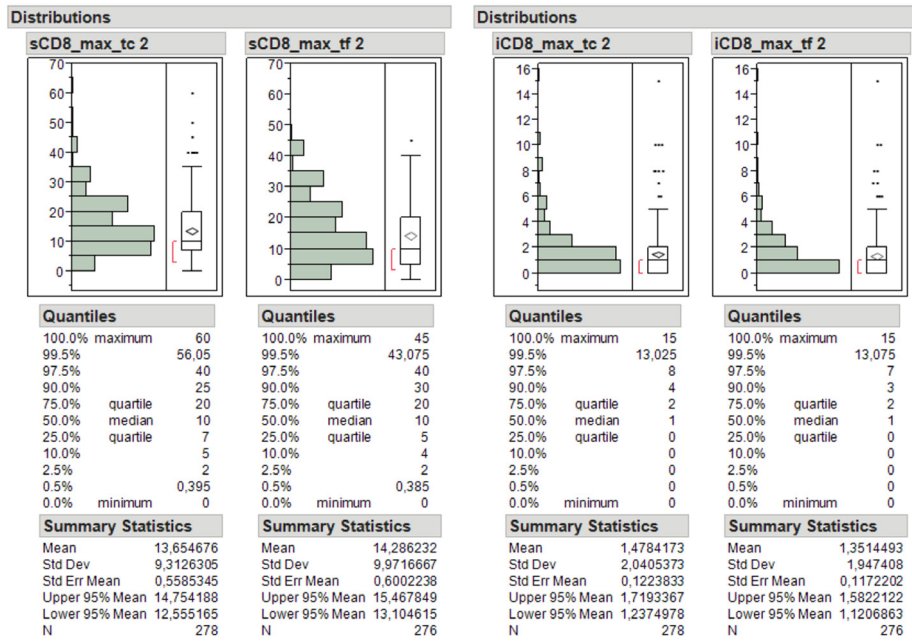 Distributions
sCD8_max_tc 2
70
60
50
40
30
20
10
0
Quantiles
100.0% maximum 60
99.5% 56,05
97.5% 40
90.0% 25
75.0% quartile 20
50.0% median 10
25.0% quartile 7
10.0% 5
2.5% 2
0.5% 0,395
0.0% minimum 0
Summary Statistics
Mean 13,654676
Std Dev 9,3126305
Std Err Mean 0,5585345
Upper 95% Mean 14,754188
Lower 95% Mean 12,555165
N 278
sCD8_max_tf 2
70
60
50
40
30
20
10
0
Quantiles
100.0% maximum 45
99.5% 43,075
97.5% 40
90.0% 30
75.0% quartile 20
50.0% median 10
25.0% quartile 5
10.0% 4
2.5% 2
0.5% 0,385
0.0% minimum 0
Summary Statistics
Mean 14,286232
Std Dev 9,9716667
Std Err Mean 0,6002238
Upper 95% Mean 15,467849
Lower 95% Mean 13,104615
N 276
Distributions
iCD8_max_tc 2
16
14
12
10
8
6
4
2
0
Quantiles
100.0% maximum 15
99.5% 13,025
97.5% 8
90.0% 4
75.0% quartile 2
50.0% median 1
25.0% quartile 0
10.0% 0
2.5% 0
0.5% 0
0.0% minimum 0
Summary Statistics
Mean 1,4784173
Std Dev 2,0405373
Std Err Mean 0,1223833
Upper 95% Mean 1,7193367
Lower 95% Mean 1,2374978
N 278
iCD8_max_tf 2
16
14
12
10
8
6
4
2
0
Quantiles
100.0% maximum 15
99.5% 13,075
97.5% 7
90.0% 3
75.0% quartile 2
50.0% median 1
25.0% quartile 0
10.0% 0
2.5% 0
0.5% 0
0.0% minimum 0
Summary Statistics
Mean 1,3514493
Std Dev 1,947408
Std Err Mean 0,1172202
Upper 95% Mean 1,5822122
Lower 95% Mean 1,1206863
N 276